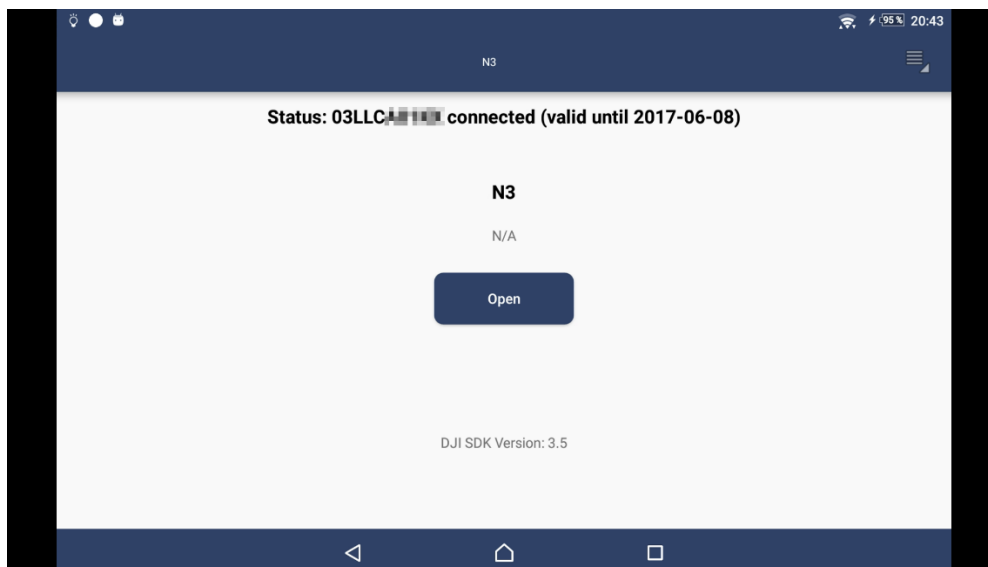 95 % 20:43
N3
Status: 03LLC connected (valid until 2017-06-08)
N3
N/A
Open
DJI SDK Version: 3.5